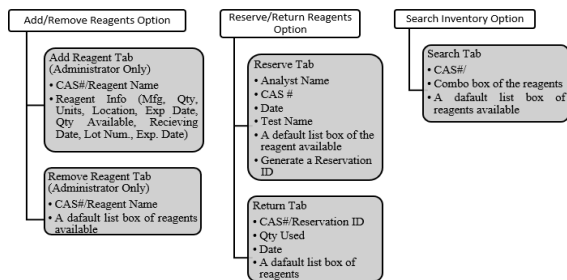 Add/Remove Reagents Option
Add Reagent Tab
(Administrator Only)
• CAS#/Reagent Name
• Reagent Info (Mfg, Qty,
Units, Location, Exp Date,
Qty Available, Recieving
Date, Lot Num., Exp. Date)
Remove Reagent Tab
(Administrator Only)
• CAS#/Reagent Name
• A dafault list box of reagents
available
Reserve/Return Reagents
Option
Reserve Tab
• Analyst Name
• CAS #
• Date
• Test Name
• A default list box of the
reagent available
• Generate a Reservation
ID
Return Tab
• CAS#/Reservation ID
• Qty Used
• Date
• A dafault list box of
reagents
Search Inventory Option
Search Tab
• CAS#/
• Combo box of the reagents
• A dafault list box of
reagents available